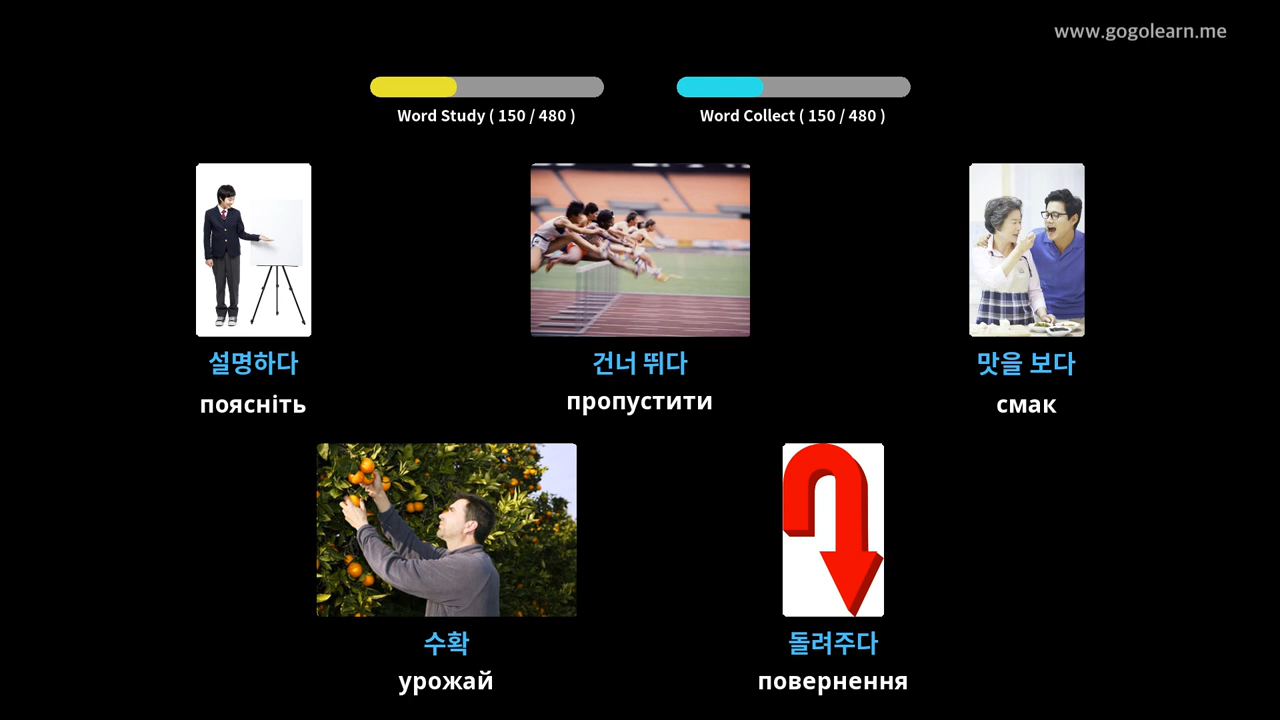 www.gogolearn.me
Word Study ( 150 / 480 )
Word Collect ( 150 / 480 )
설명하다
поясніть
건너 뛰다
пропустити
맛을 보다
смак
수확
урожай
돌려주다
повернення